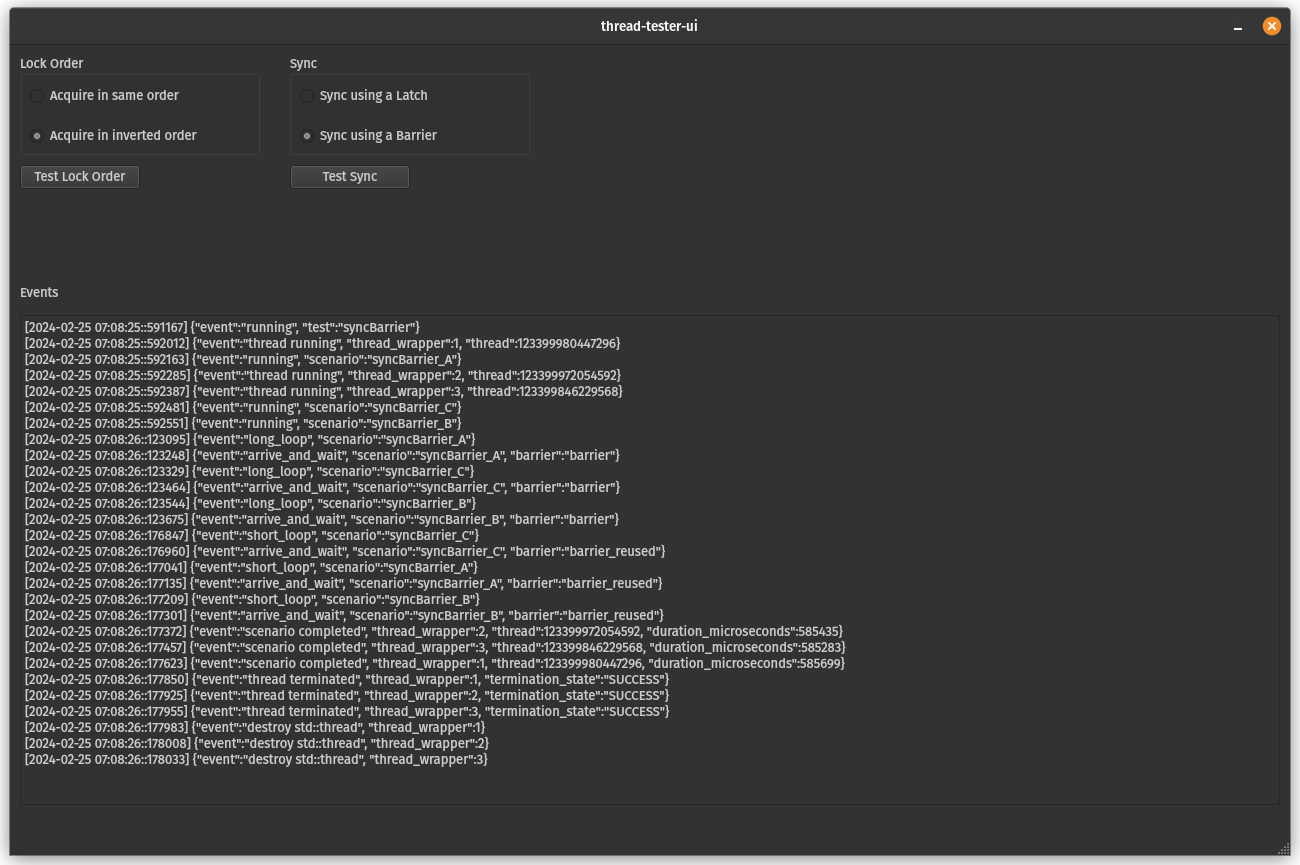 thread-tester-ui
Lock Order
Sync
Acquire in same order
Sync using a Latch
Acquire in inverted order
Sync using a Barrier
Test Lock Order
Test Sync
Events
[2024-02-25 07:08:25::591167] {"event":"running", "test":"syncBarrier"}
[2024-02-25 07:08:25::592012] {"event":"thread running", "thread_wrapper":1, "thread":123399980447296}
[2024-02-25 07:08:25::592163] {"event":"running", "scenario":"syncBarrier_A"}
[2024-02-25 07:08:25::592285] {"event":"thread running", "thread_wrapper":2, "thread":123399972054592}
[2024-02-25 07:08:25::592387] {"event":"thread running", "thread_wrapper":3, "thread":123399846229568}
[2024-02-25 07:08:25::592481] {"event":"running", "scenario":"syncBarrier_C"}
[2024-02-25 07:08:25::592551] {"event":"running", "scenario":"syncBarrier_B"}
[2024-02-25 07:08:26::123095] {"event":"long_loop", "scenario":"syncBarrier_A"}
[2024-02-25 07:08:26::123248] {"event":"arrive_and_wait", "scenario":"syncBarrier_A", "barrier":"barrier"}
[2024-02-25 07:08:26::123329] {"event":"long_loop", "scenario":"syncBarrier_C"}
[2024-02-25 07:08:26::123464] {"event":"arrive_and_wait", "scenario":"syncBarrier_C", "barrier":"barrier"}
[2024-02-25 07:08:26::123544] {"event":"long_loop", "scenario":"syncBarrier_B"}
[2024-02-25 07:08:26::123675] {"event":"arrive_and_wait", "scenario":"syncBarrier_B", "barrier":"barrier"}
[2024-02-25 07:08:26::176847] {"event":"short_loop", "scenario":"syncBarrier_C"}
[2024-02-25 07:08:26::176960] {"event":"arrive_and_wait", "scenario":"syncBarrier_C", "barrier":"barrier_reused"}
[2024-02-25 07:08:26::177041] {"event":"short_loop", "scenario":"syncBarrier_A"}
[2024-02-25 07:08:26::177135] {"event":"arrive_and_wait", "scenario":"syncBarrier_A", "barrier":"barrier_reused"}
[2024-02-25 07:08:26::177209] {"event":"short_loop", "scenario":"syncBarrier_B"}
[2024-02-25 07:08:26::177301] {"event":"arrive_and_wait", "scenario":"syncBarrier_B", "barrier":"barrier_reused"}
[2024-02-25 07:08:26::177372] {"event":"scenario completed", "thread_wrapper":2, "thread":123399972054592, "duration_microseconds":585435}
[2024-02-25 07:08:26::177457] {"event":"scenario completed", "thread_wrapper":3, "thread":123399846229568, "duration_microseconds":585283}
[2024-02-25 07:08:26::177623] {"event":"scenario completed", "thread_wrapper":1, "thread":123399980447296, "duration_microseconds":585699}
[2024-02-25 07:08:26::177850] {"event":"thread terminated", "thread_wrapper":1, "termination_state":"SUCCESS"}
[2024-02-25 07:08:26::177925] {"event":"thread terminated", "thread_wrapper":2, "termination_state":"SUCCESS"}
[2024-02-25 07:08:26::177955] {"event":"thread terminated", "thread_wrapper":3, "termination_state":"SUCCESS"}
[2024-02-25 07:08:26::177983] {"event":"destroy std::thread", "thread_wrapper":1}
[2024-02-25 07:08:26::178008] {"event":"destroy std::thread", "thread_wrapper":2}
[2024-02-25 07:08:26::178033] {"event":"destroy std::thread", "thread_wrapper":3}